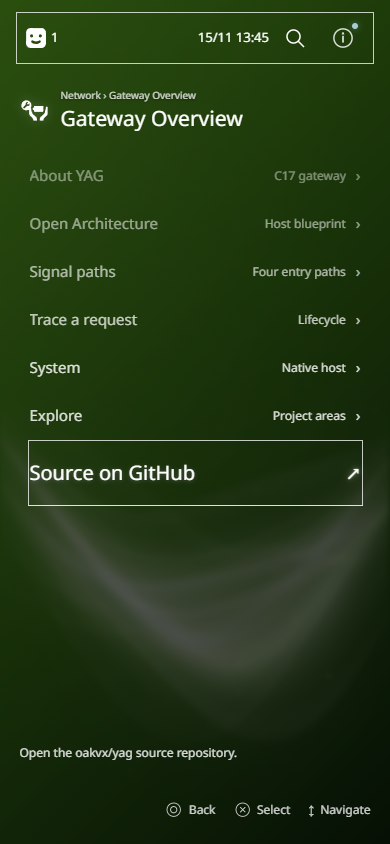 1 15/11 13:45
Network › Gateway Overview
Gateway Overview
About YAG C17 gateway ›
Open Architecture Host blueprint ›
Signal paths Four entry paths ›
Trace a request Lifecycle ›
System Native host ›
Explore Project areas ›
Source on GitHub ↗
Open the oakvx/yag source repository.
Back Select Navigate